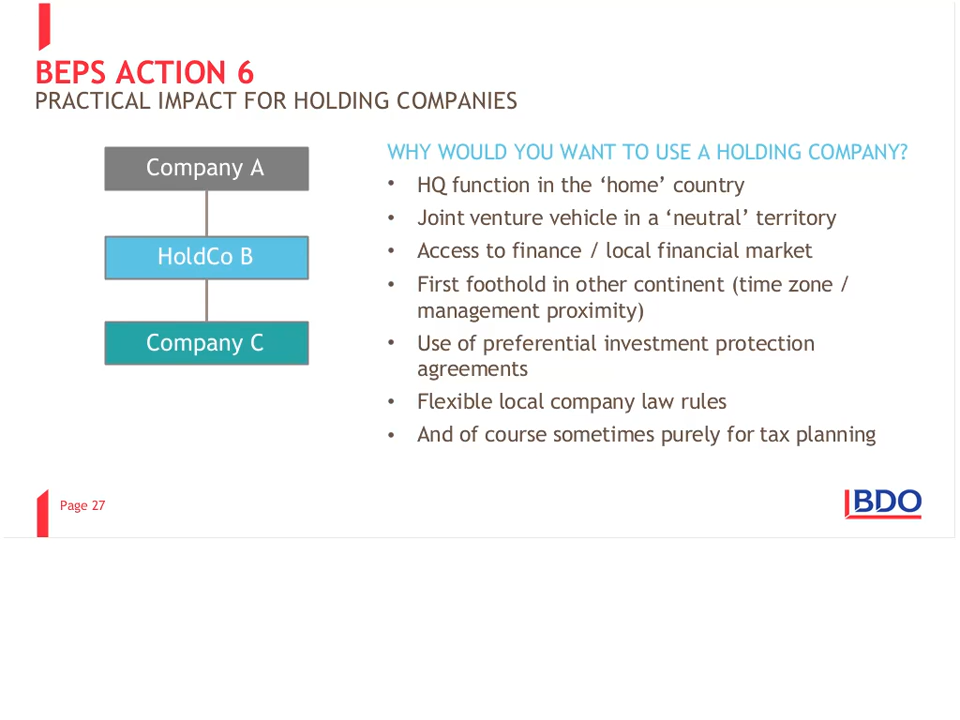 BEPS ACTION 6
PRACTICAL IMPACT FOR HOLDING COMPANIES
Company A
HoldCo B
Company C
WHY WOULD YOU WANT TO USE A HOLDING COMPANY?
• HQ function in the ‘home’ country
• Joint venture vehicle in a ‘neutral’ territory
• Access to finance / local financial market
• First foothold in other continent (time zone /
management proximity)
• Use of preferential investment protection
agreements
• Flexible local company law rules
• And of course sometimes purely for tax planning
Page 27
BDO